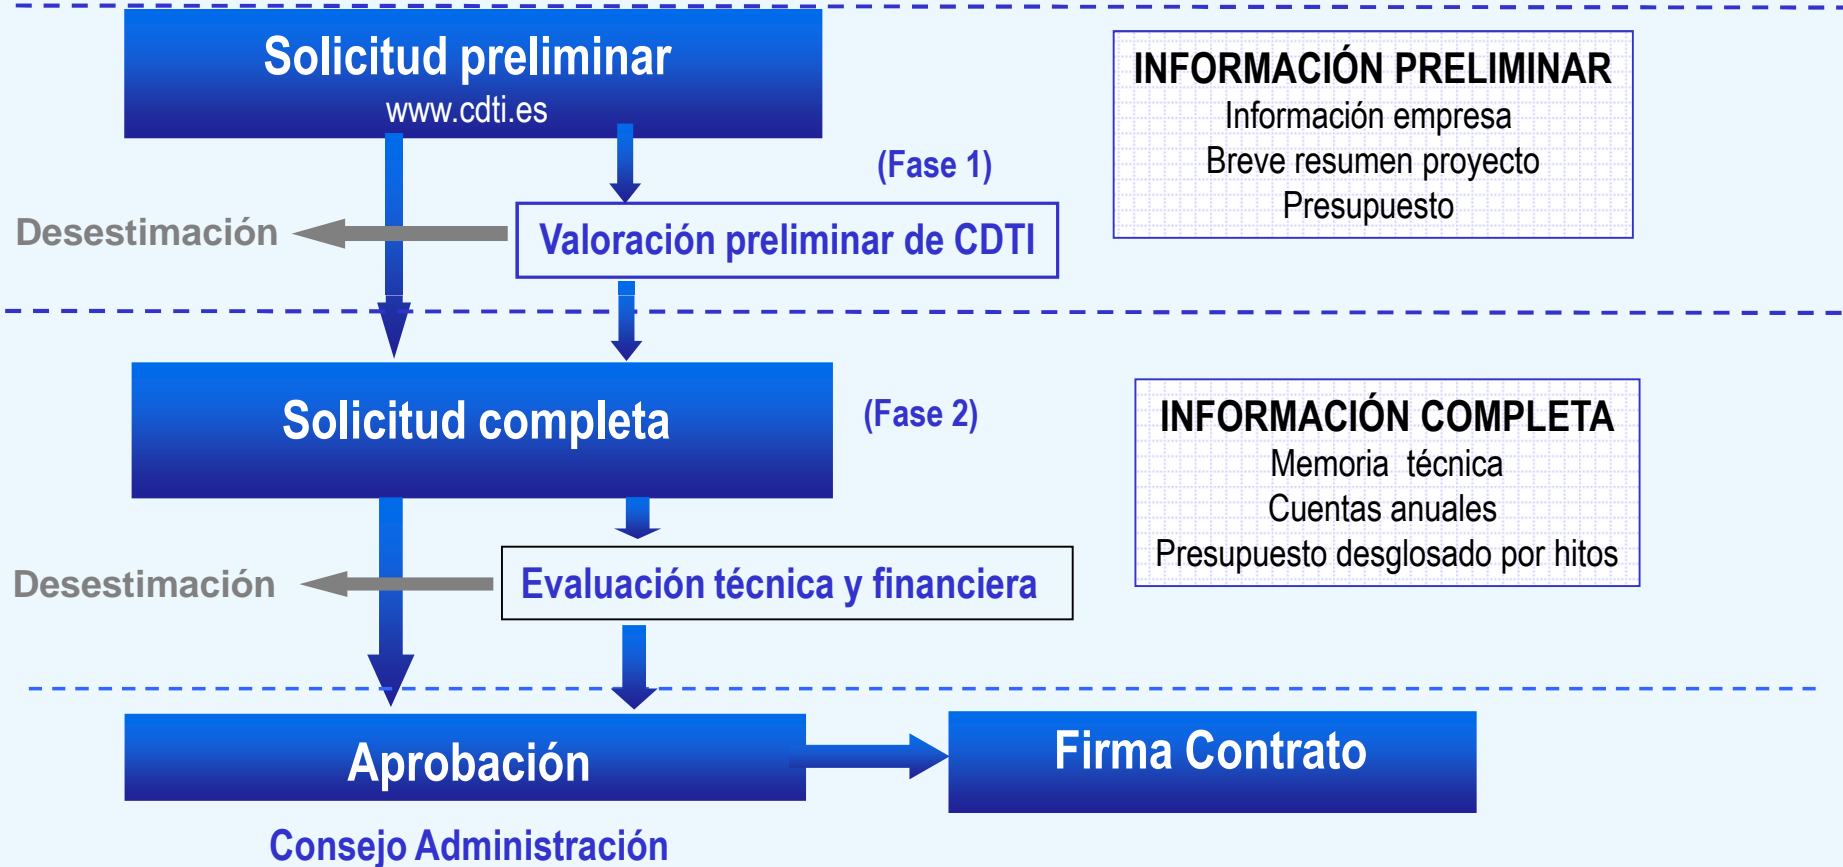 Solicitud preliminar
www.cdti.es
INFORMACIÓN PRELIMINAR
Información empresa
Breve resumen proyecto
Presupuesto
(Fase 1)
Desestimación
Valoración preliminar de CDTI
Solicitud completa
(Fase 2)
INFORMACIÓN COMPLETA
Memoria técnica
Cuentas anuales
Presupuesto desglosado por hitos
Desestimación
Evaluación técnica y financiera
Aprobación
Firma Contrato
Consejo Administración